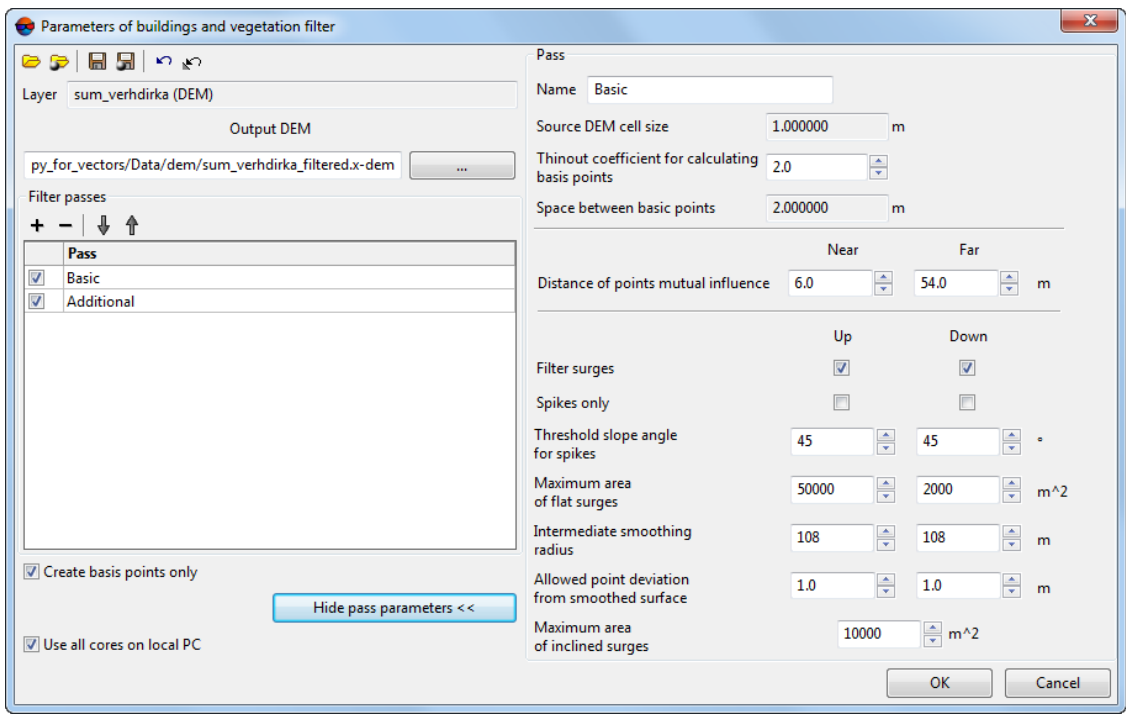 Parameters of buildings and vegetation filter
Layer sum_verhdirka (DEM)
Output DEM
py_for_vectors/Data/dem/sum_verhdirka_filtered.x-dem ...
Filter passes
Pass
Basic
Additional
Create basis points only
Hide pass parameters <<
Use all cores on local PC
Pass
Name Basic
Source DEM cell size 1.000000 m
Thinout coefficient for calculating
basis points 2.0
Space between basic points 2.000000 m
Near Far
Distance of points mutual influence 6.0 54.0 m
Up Down
Filter surges
Spikes only
Threshold slope angle
for spikes 45 45 °
Maximum area
of flat surges 50000 2000 m^2
Intermediate smoothing
radius 108 108 m
Allowed point deviation
from smoothed surface 1.0 1.0 m
Maximum area
of inclined surges 10000 m^2
OK Cancel